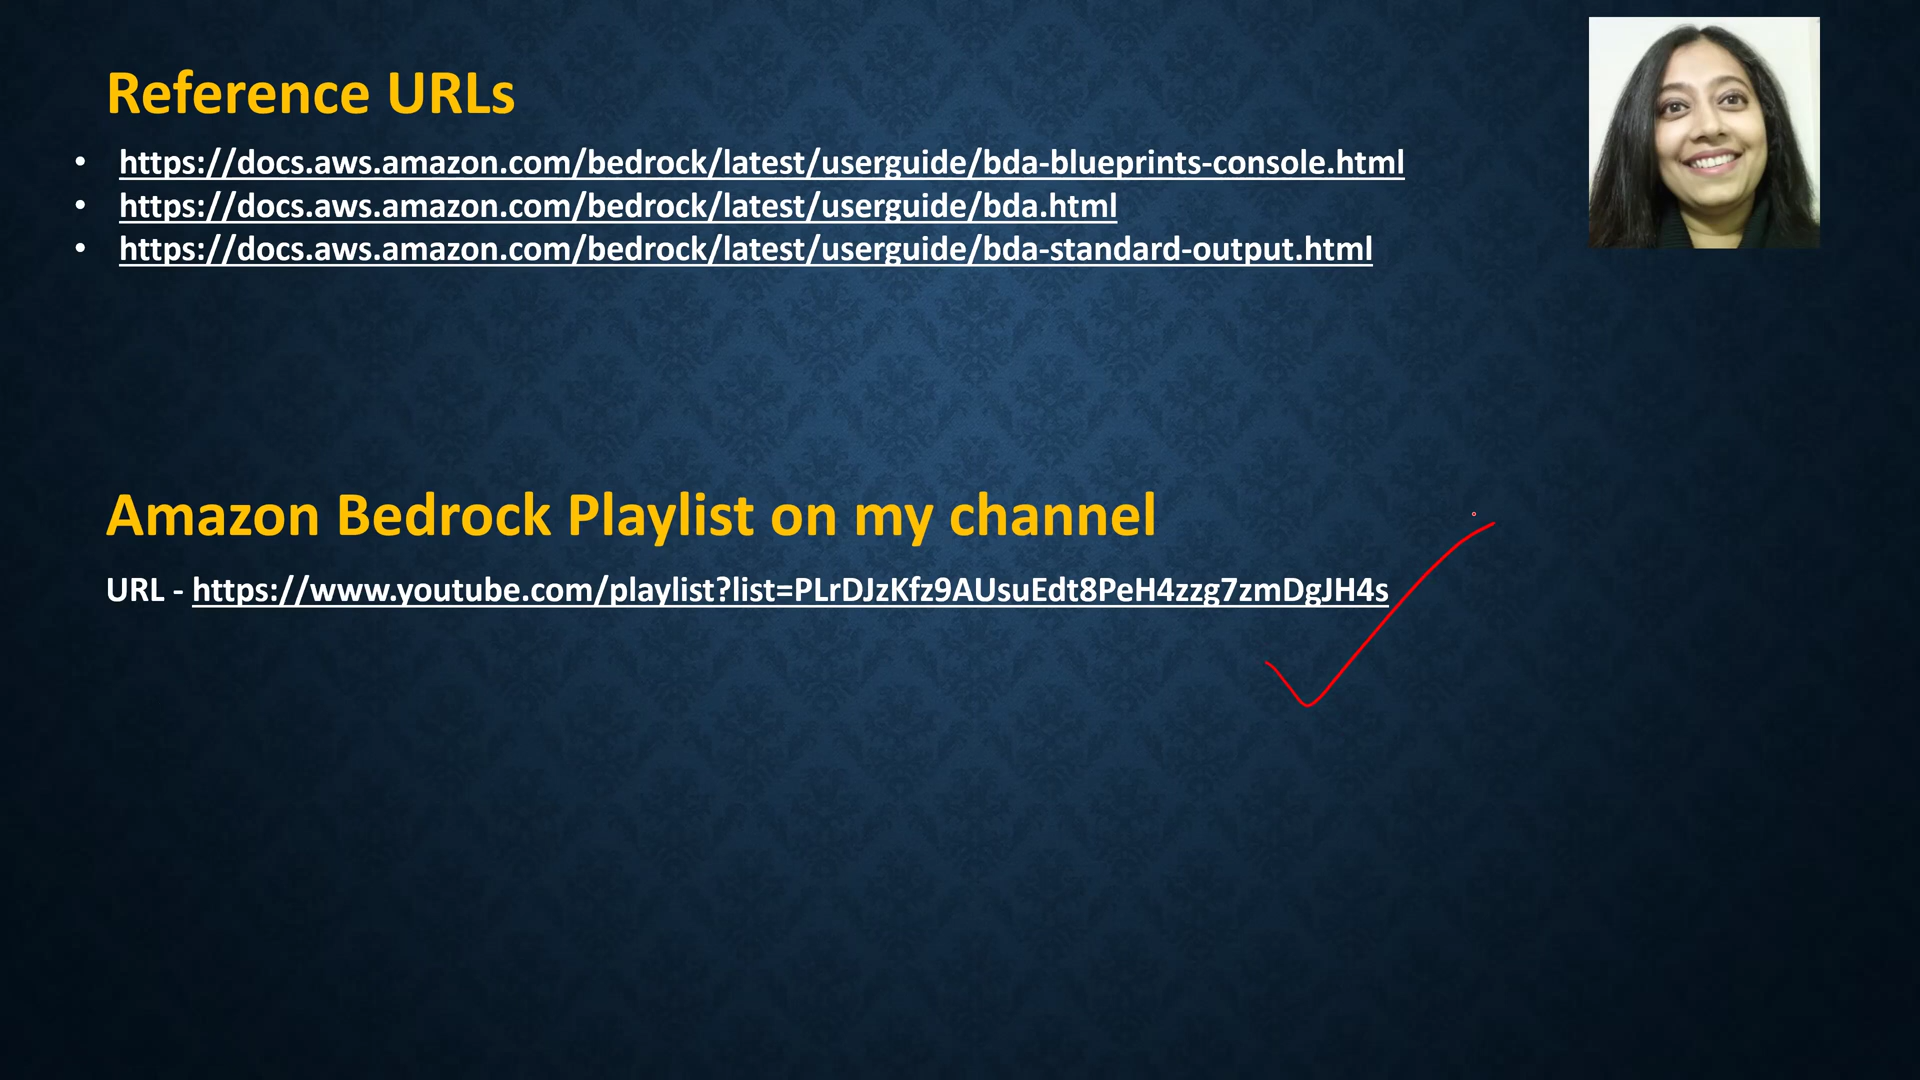 Reference URLs
• https://docs.aws.amazon.com/bedrock/latest/userguide/bda-blueprints-console.html
• https://docs.aws.amazon.com/bedrock/latest/userguide/bda.html
• https://docs.aws.amazon.com/bedrock/latest/userguide/bda-standard-output.html
Amazon Bedrock Playlist on my channel
URL - https://www.youtube.com/playlist?list=PLrDJzKfz9AUsuEdt8PeH4zzg7zmDgJH4s